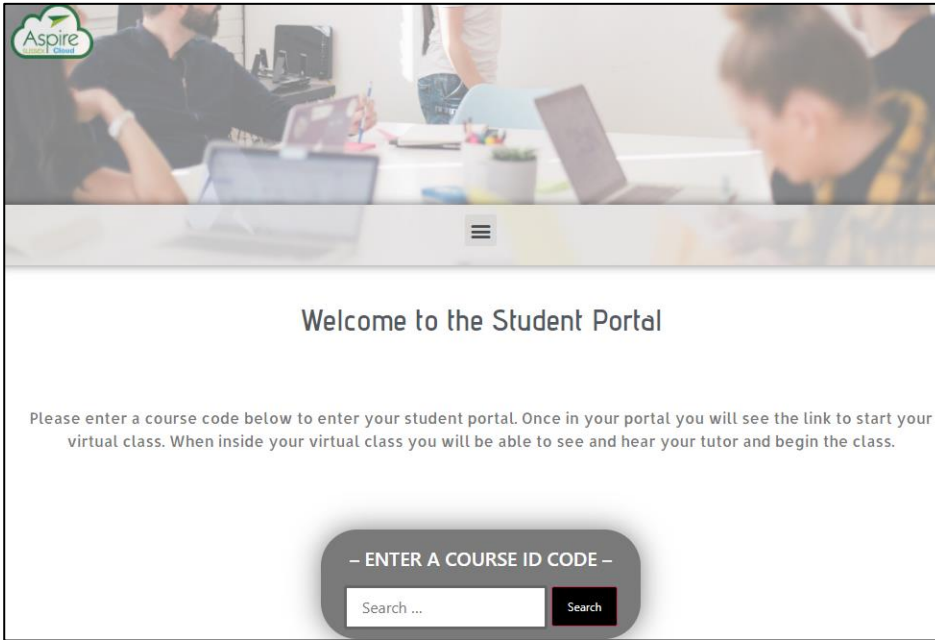 Aspire
Cloud
Welcome to the Student Portal
Please enter a course code below to enter your student portal. Once in your portal you will see the link to start your
virtual class. When inside your virtual class you will be able to see and hear your tutor and begin the class.
– ENTER A COURSE ID CODE –
Search ...
Search